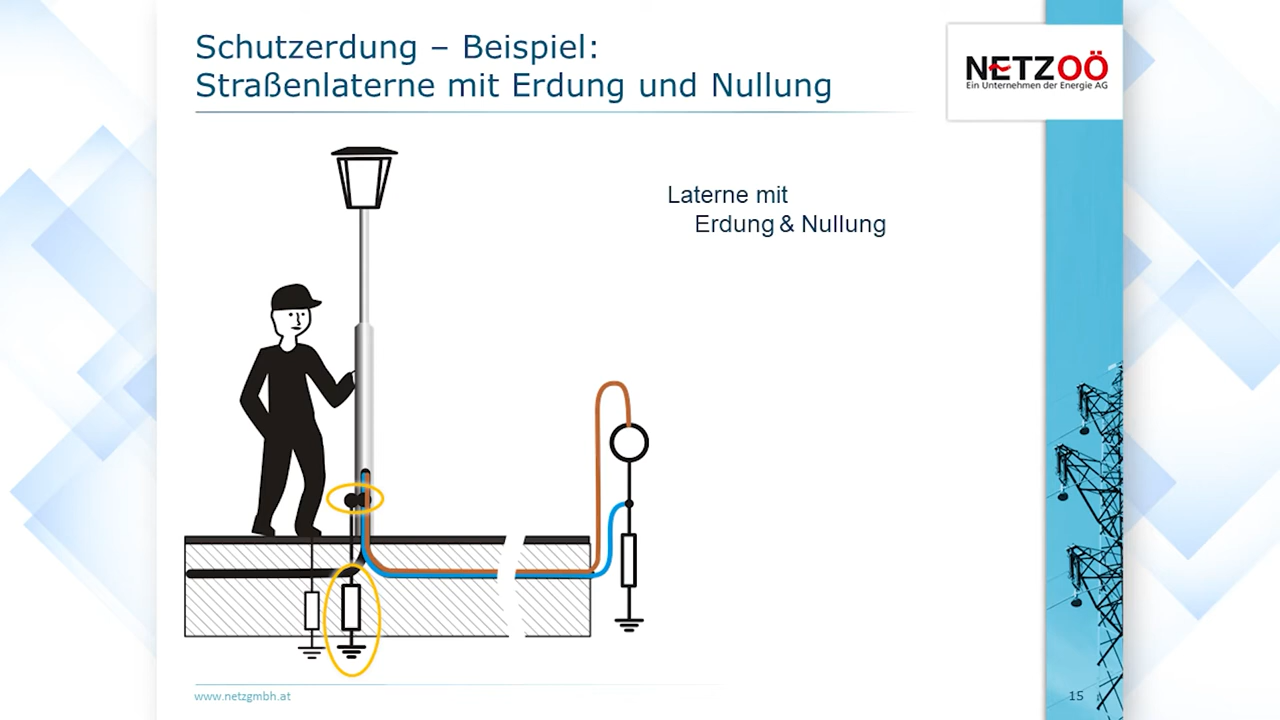 Schutzerdung – Beispiel:
Straßenlaterne mit Erdung und Nullung
NETZOÖ
Ein Unternehmen der Energie AG
Laterne mit
Erdung & Nullung
www.netzgmbh.at
15